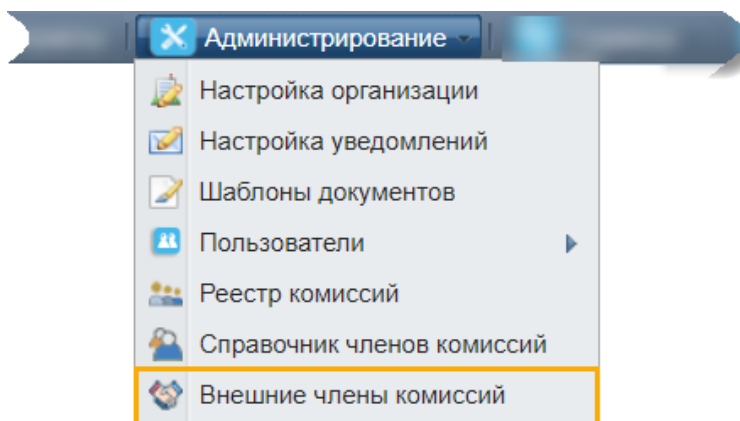 Администрирование
Настройка организации
Настройка уведомлений
Шаблоны документов
Пользователи
Реестр комиссий
Справочник членов комиссий
Внешние члены комиссий